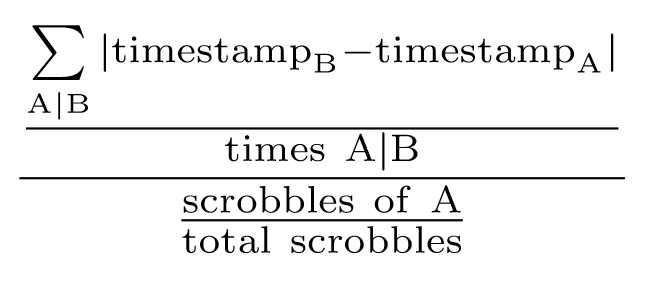 ∑ |timestamp_B−timestamp_A|
A|B
times A|B
scrobbles of A
total scrobbles